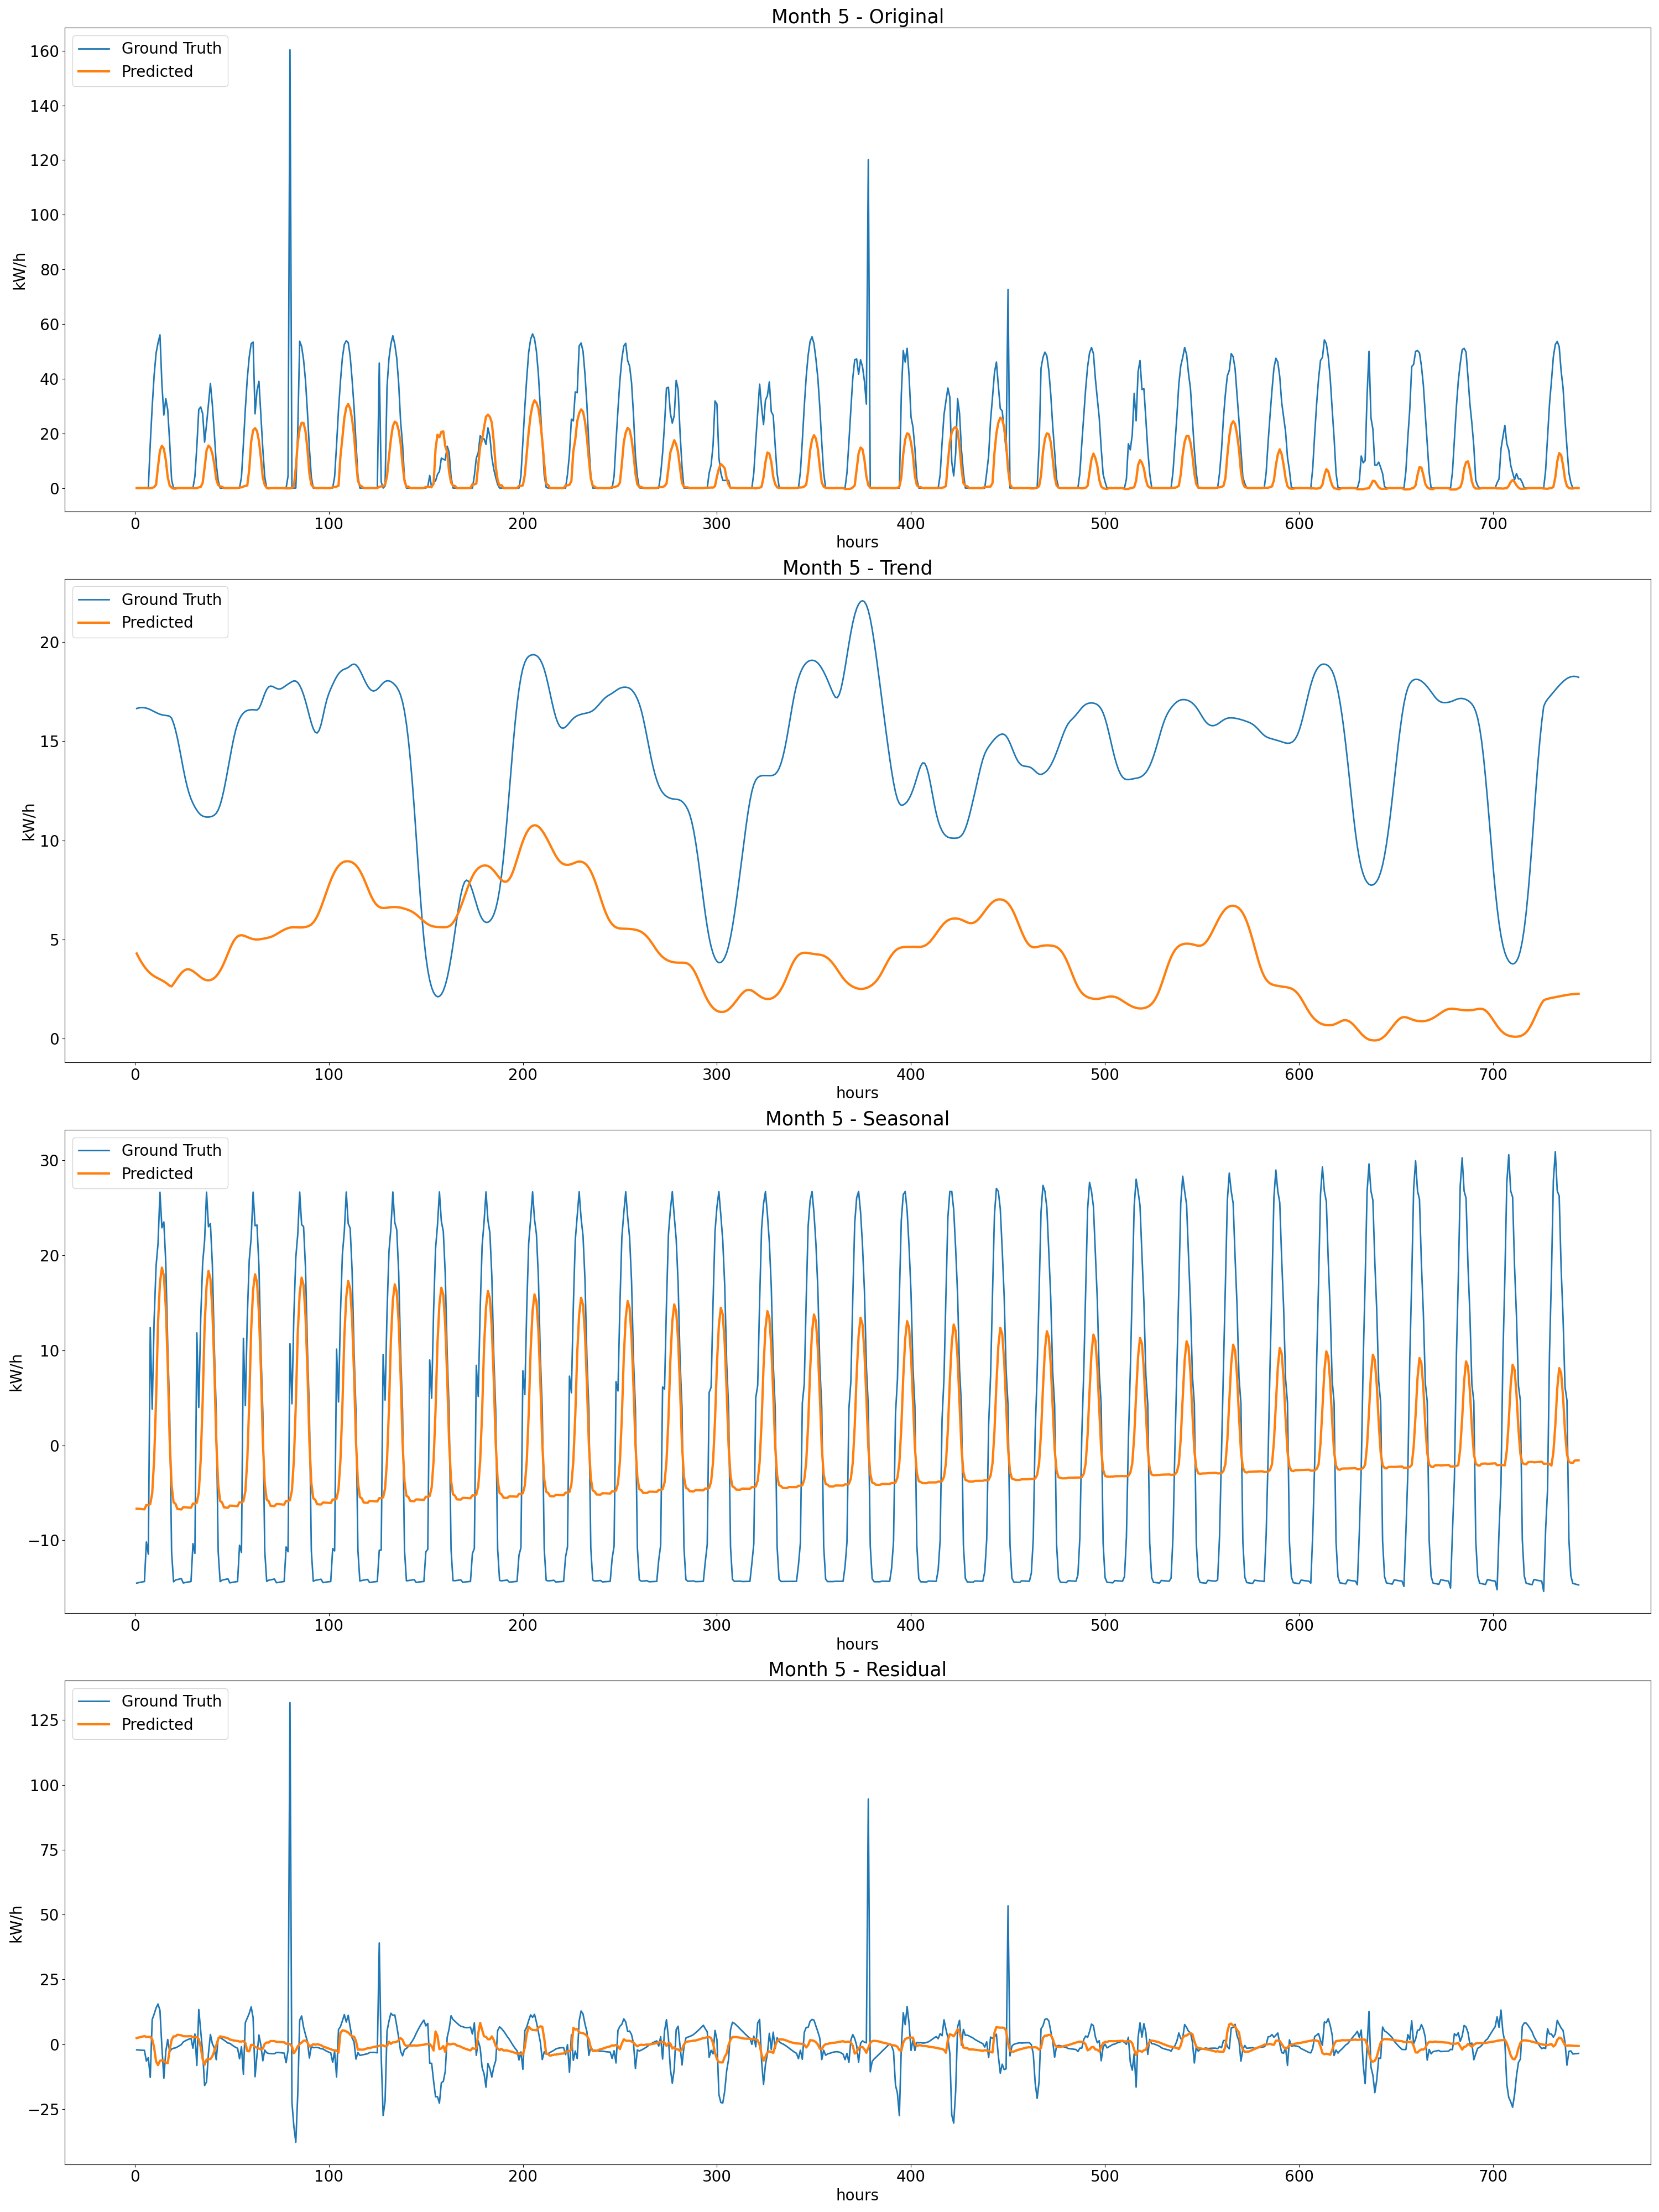 Month 5 - Original
Ground Truth
Predicted
160
140
120
100
80
60
40
20
0
kW/h
0 100 200 300 400 500 600 700
hours
Month 5 - Trend
Ground Truth
Predicted
20
15
10
5
0
kW/h
0 100 200 300 400 500 600 700
hours
Month 5 - Seasonal
Ground Truth
Predicted
30
20
10
0
−10
kW/h
0 100 200 300 400 500 600 700
hours
Month 5 - Residual
Ground Truth
Predicted
125
100
75
50
25
0
−25
kW/h
0 100 200 300 400 500 600 700
hours